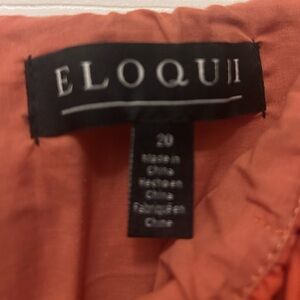 ELOQUII
20
Made in
China
Hecho en
China
Fabriqué en
Chine